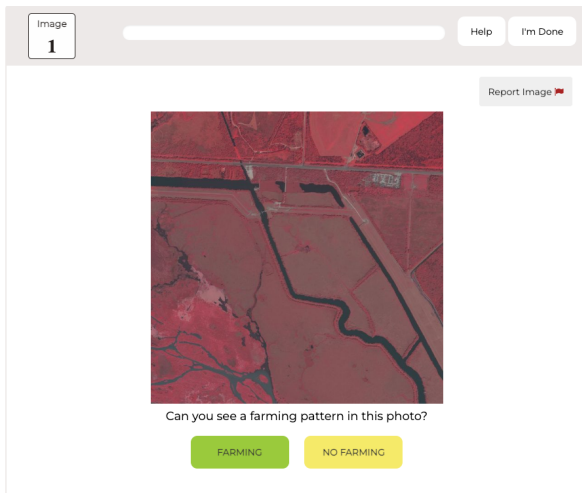 Image
1
Help
I'm Done
Report Image
Can you see a farming pattern in this photo?
FARMING
NO FARMING